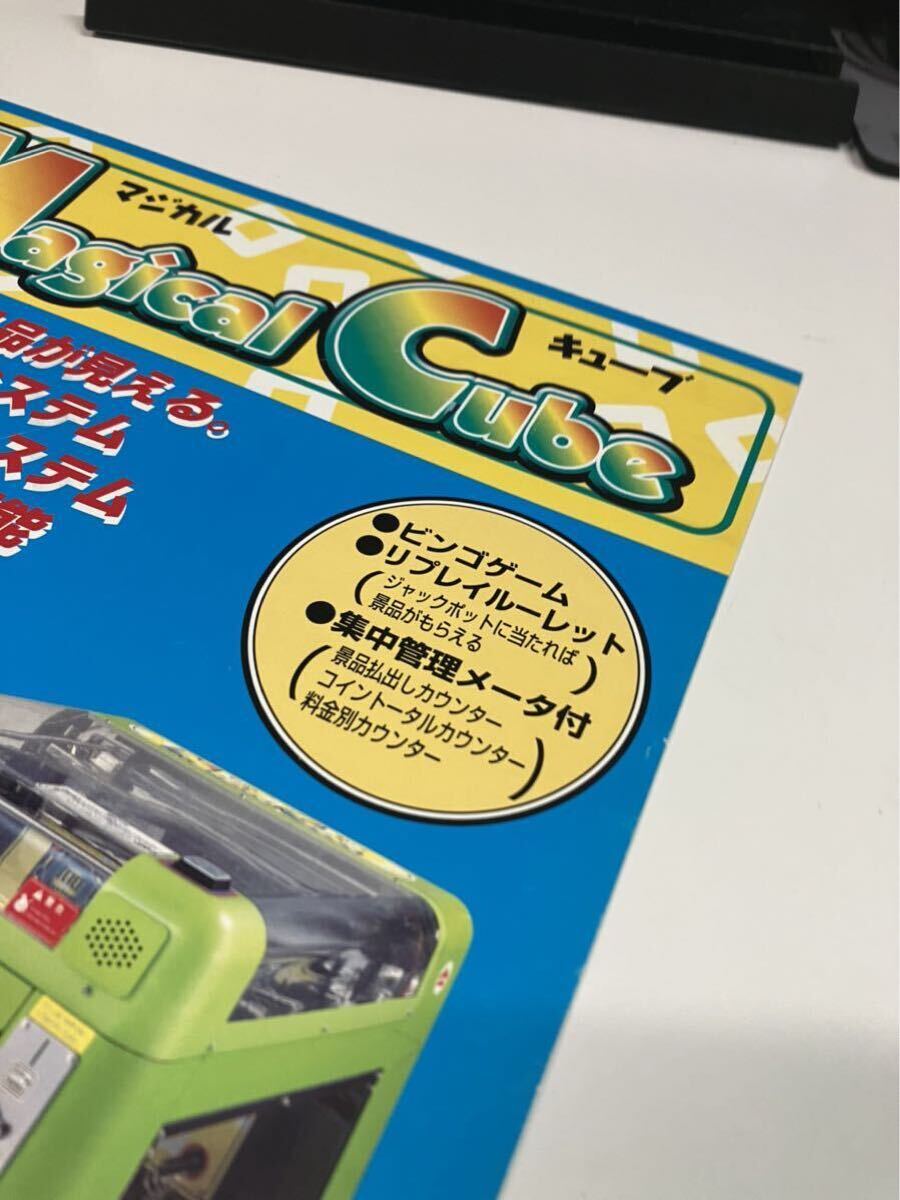 マジカル
Magical Cube
キューブ
品が見える。
ステム
ステム
能
●ビンゴゲーム
●リプレイルーレット
(ジャックポットに当たれば
景品がもらえる)
●集中管理メータ付
(景品払出しカウンター
コイントータルカウンター
料金別カウンター)